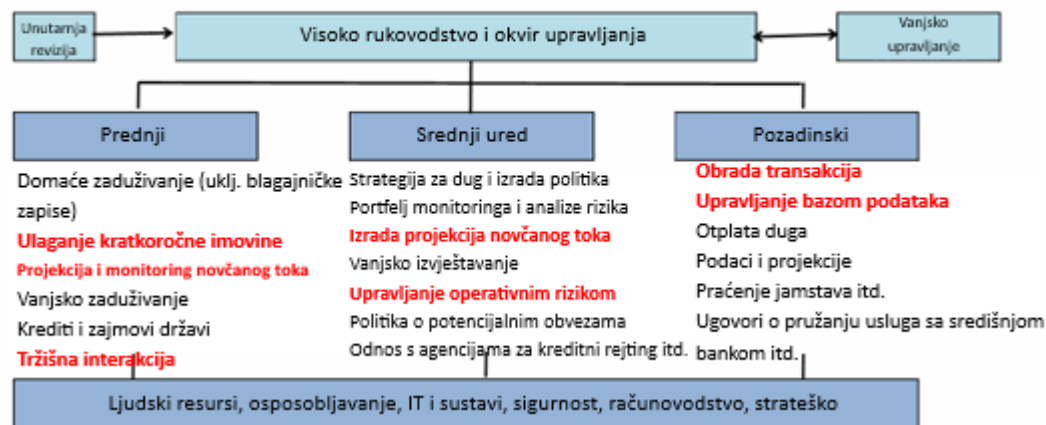 Unutarnja
revizija
Visoko rukovodstvo i okvir upravljanja
Vanjsko
upravljanje
Prednji
Domaće zaduživanje (uklj. blagajničke
zapise)
Ulaganje kratkoročne imovine
Projekcija i monitoring novčanog toka
Vanjsko zaduživanje
Krediti i zajmovi državi
Tržišna interakcija
Srednji ured
Strategija za dug i izrada politika
Portfelj monitoringa i analize rizika
Izrada projekcija novčanog toka
Vanjsko izvještavanje
Upravljanje operativnim rizikom
Politika o potencijalnim obvezama
Odnos s agencijama za kreditni rejting itd.
Pozadinski
Obrada transakcija
Upravljanje bazom podataka
Otplata duga
Podaci i projekcije
Praćenje jamstava itd.
Ugovori o pružanju usluga sa središnjom
bankom itd.
Ljudski resursi, osposobljavanje, IT i sustavi, sigurnost, računovodstvo, strateško